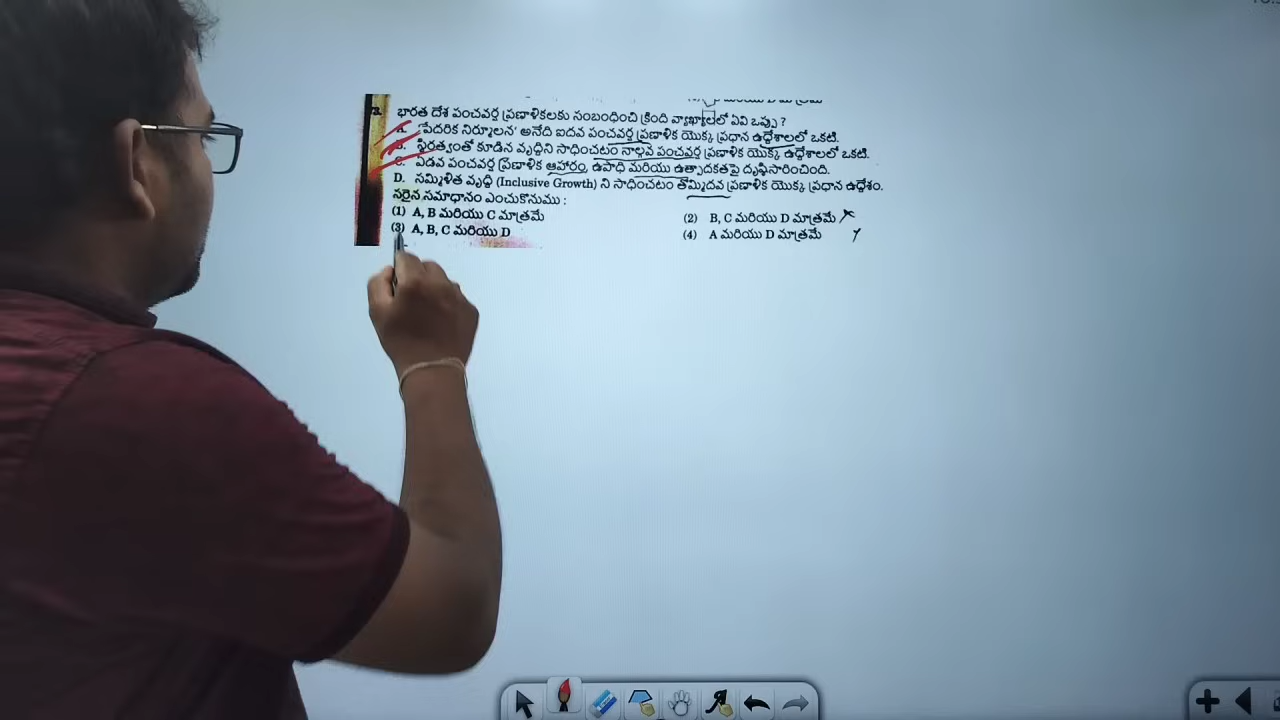 3. భారత దేశ పంచవర్ష ప్రణాళికలకు సంబంధించి క్రింది వ్యాఖ్యలలో ఏవి ఒప్పు ?
A. 'పేదరిక నిర్మూలన' అనేది ఐదవ పంచవర్ష ప్రణాళిక యొక్క ప్రధాన ఉద్దేశాలలో ఒకటి.
స్థిరత్వంతో కూడిన వృద్ధిని సాధించటం నాల్గవ పంచవర్ష ప్రణాళిక యొక్క ఉద్దేశాలలో ఒకటి.
C. ఏడవ పంచవర్ష ప్రణాళిక ఆహారం, ఉపాధి మరియు ఉత్పాదకతపై దృష్టిసారించింది.
D. సమ్మిళిత వృద్ధి (Inclusive Growth) ని సాధించటం తొమ్మిదవ ప్రణాళిక యొక్క ప్రధాన ఉద్దేశం.
సరైన సమాధానం ఎంచుకొనుము :
(1) A, B మరియు C మాత్రమే (2) B, C మరియు D మాత్రమే
(3) A, B, C మరియు D (4) A మరియు D మాత్రమే